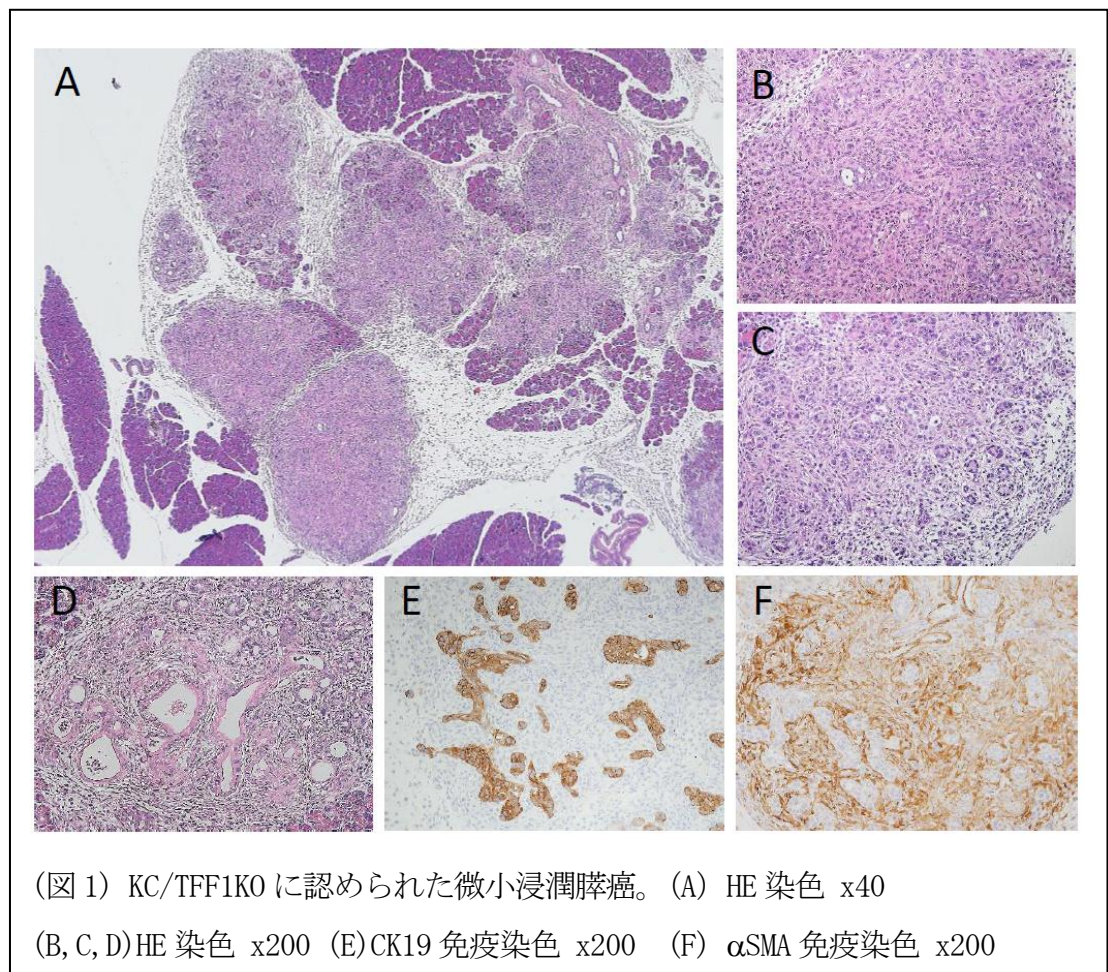 A
B
C
D
E
F
(図 1) KC/TFF1KO に認められた微小浸潤膵癌。(A) HE 染色 x40
(B,C,D)HE 染色 x200 (E)CK19 免疫染色 x200 (F) αSMA 免疫染色 x200